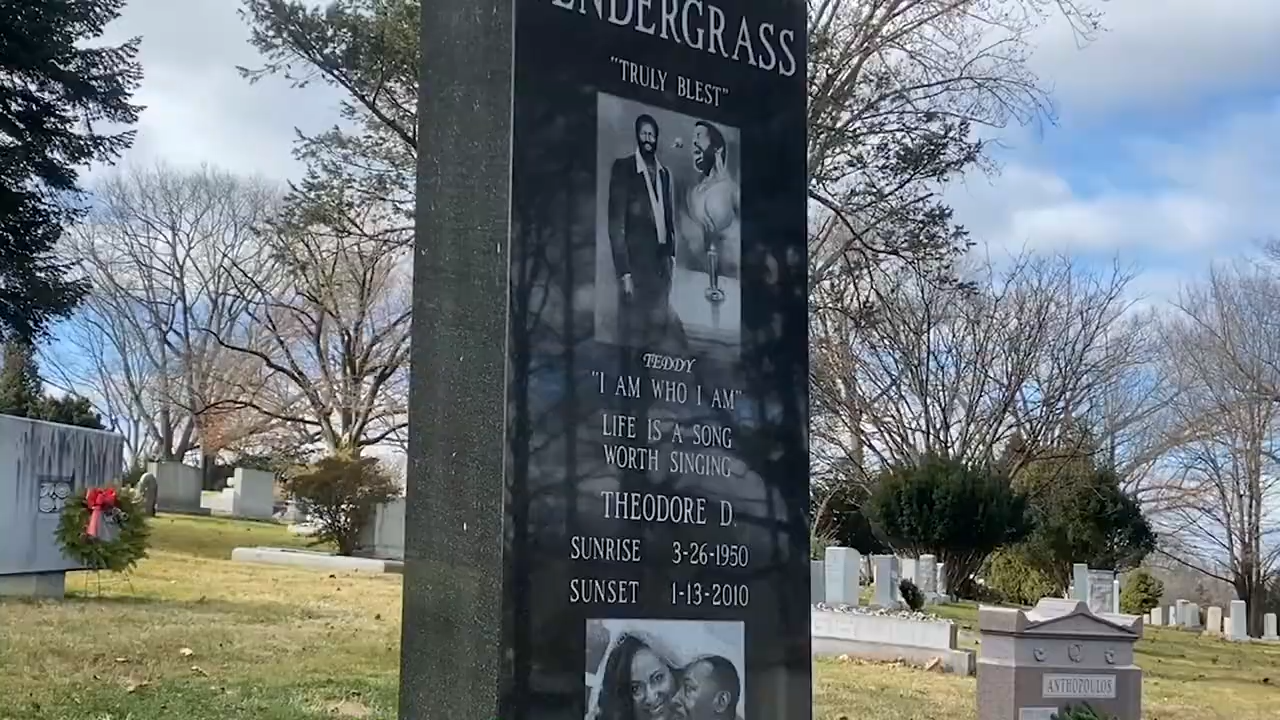 ENDERGRASS
"TRULY BLEST"
TEDDY
"I AM WHO I AM"
LIFE IS A SONG
WORTH SINGING
THEODORE D.
SUNRISE 3-26-1950
SUNSET 1-13-2010
ANTHOPOULOS